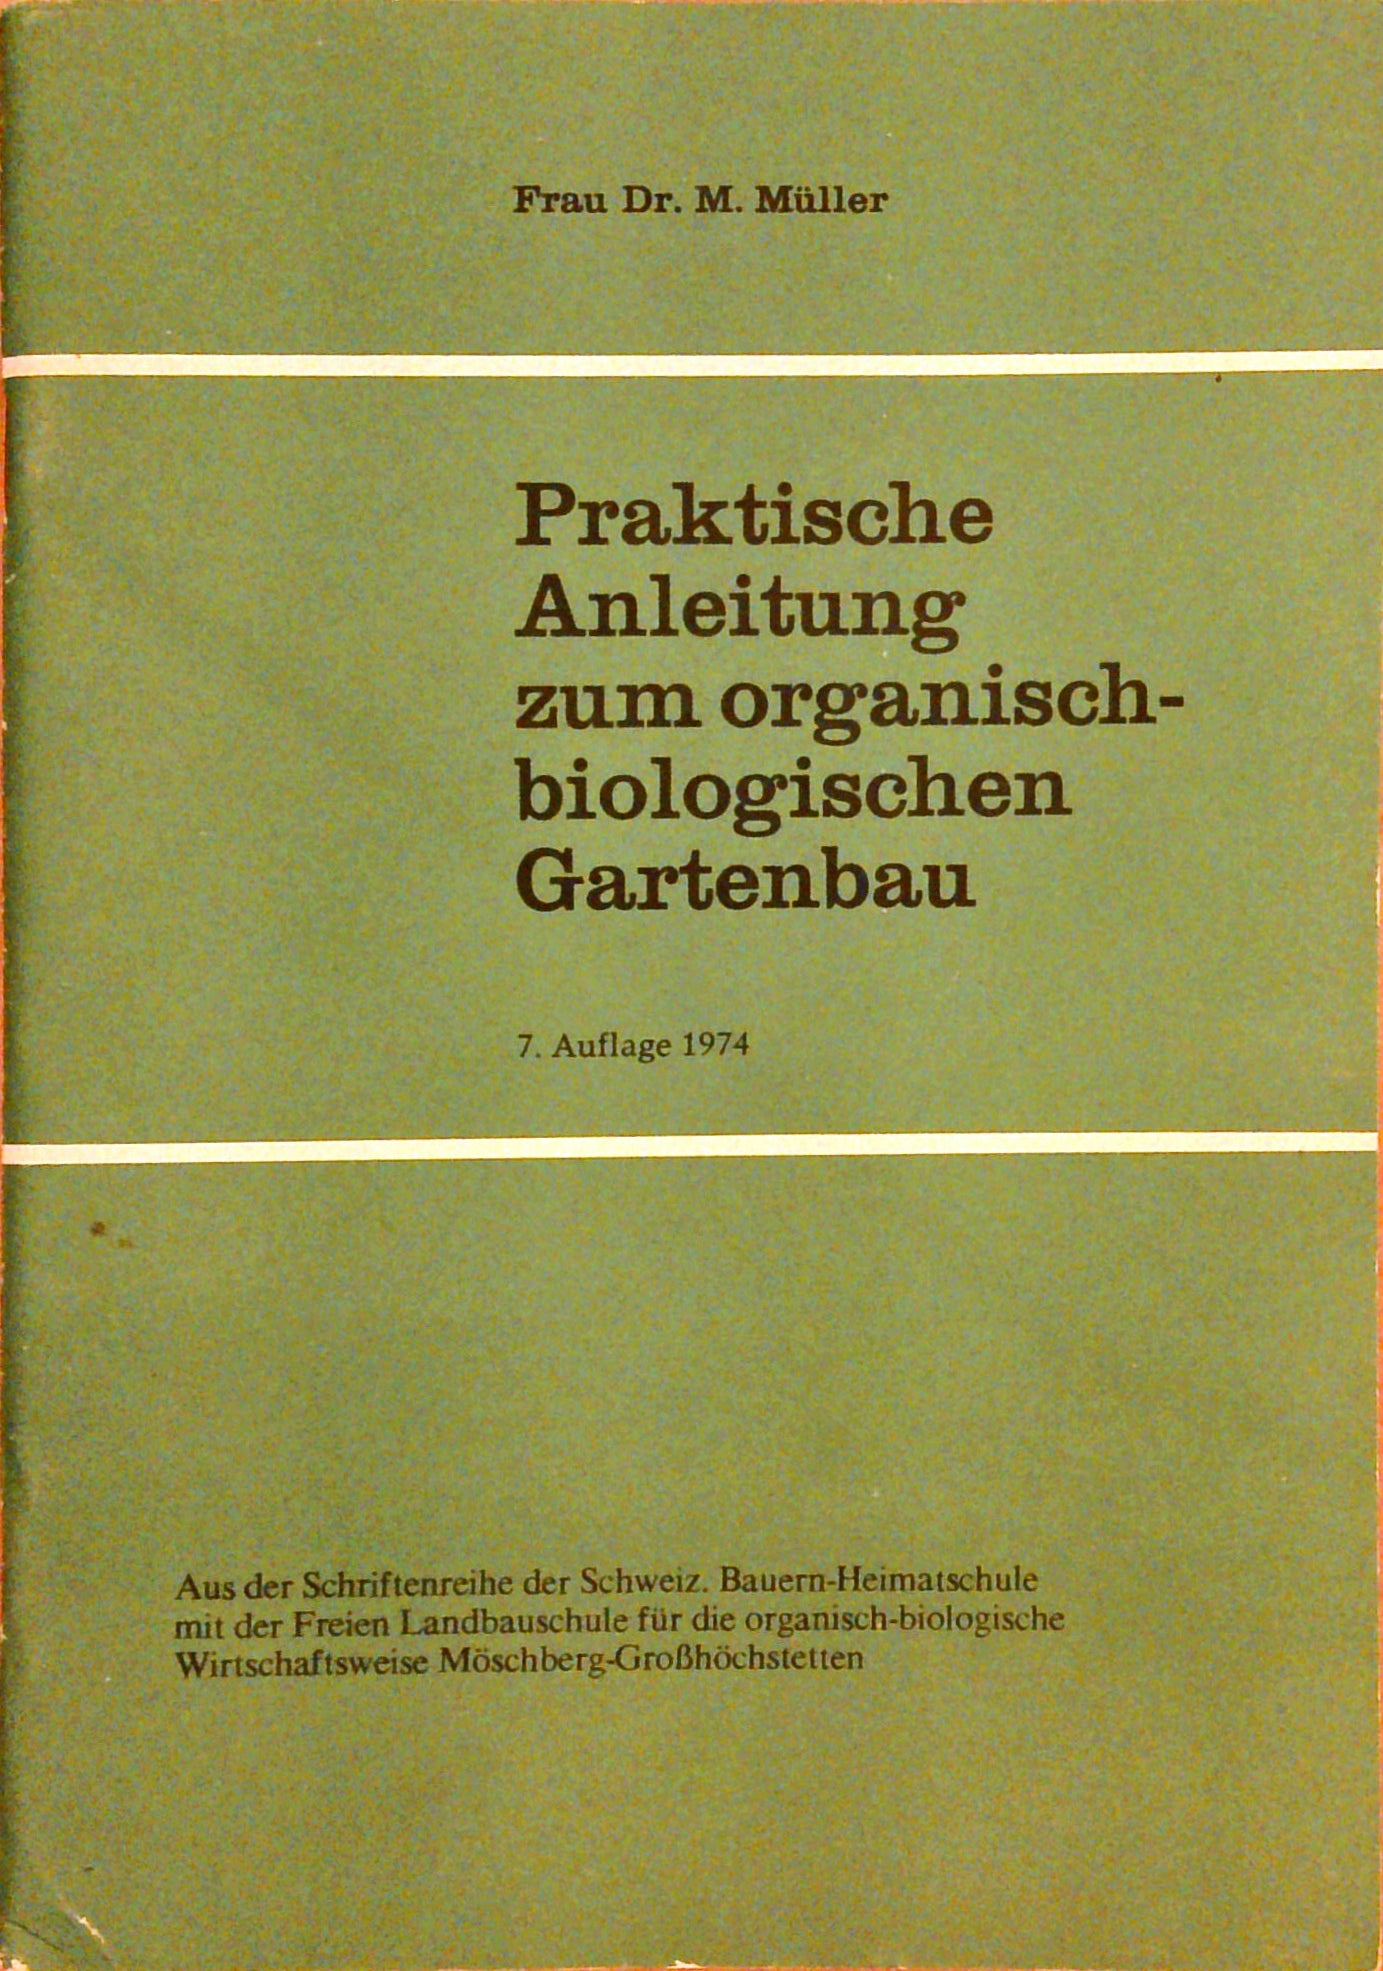 Frau Dr. M. Müller
Praktische
Anleitung
zum organisch-
biologischen
Gartenbau
7. Auflage 1974
Aus der Schriftenreihe der Schweiz. Bauern-Heimatschule
mit der Freien Landbauschule für die organisch-biologische
Wirtschaftsweise Möschberg-Großhöchstetten